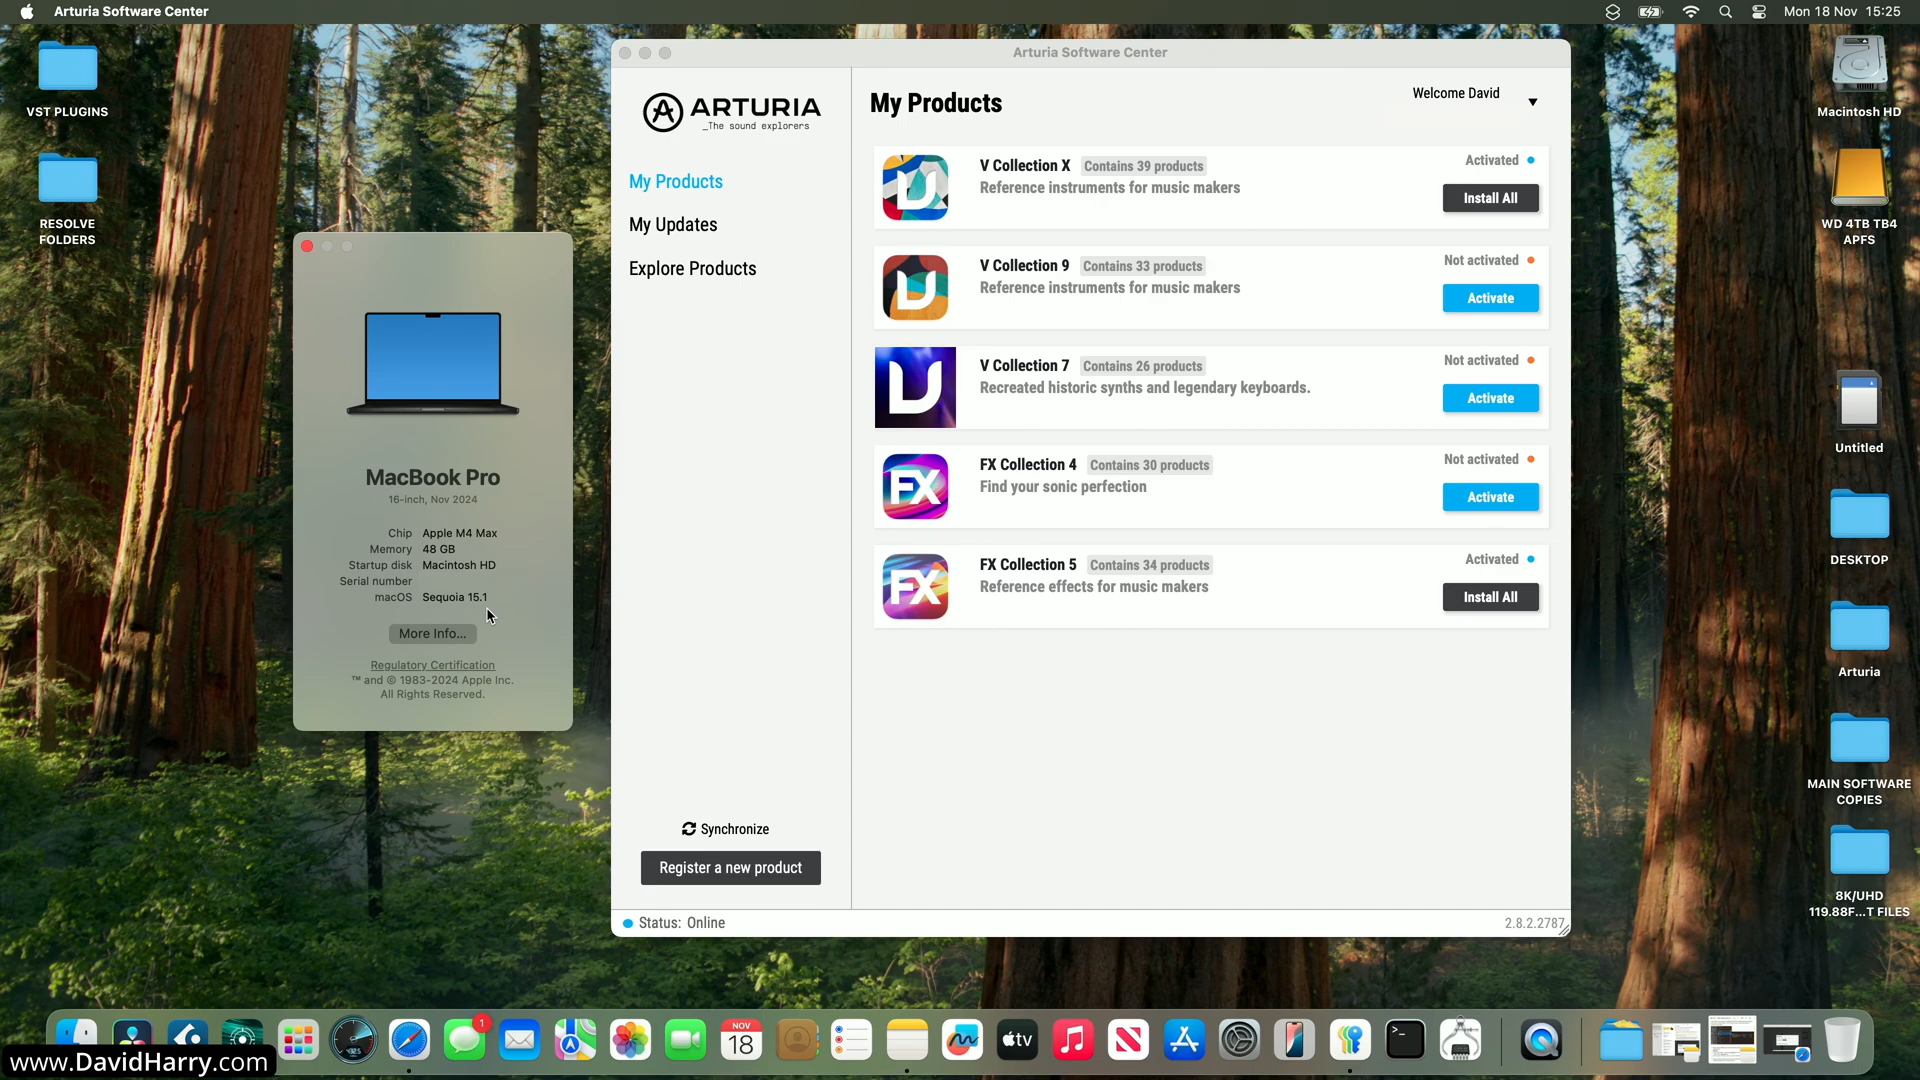 Arturia Software Center
Mon 18 Nov 15:25
VST PLUGINS
RESOLVE
FOLDERS
MacBook Pro
16-inch, Nov 2024
Chip Apple M4 Max
Memory 48 GB
Startup disk Macintosh HD
Serial number
macOS Sequoia 15.1
More Info...
Regulatory Certification
™ and © 1983-2024 Apple Inc.
All Rights Reserved.
Arturia Software Center
ARTURIA
_The sound explorers
My Products
My Updates
Explore Products
Synchronize
Register a new product
My Products
Welcome David
V Collection X Contains 39 products
Reference instruments for music makers
Activated
Install All
V Collection 9 Contains 33 products
Reference instruments for music makers
Not activated
Activate
V Collection 7 Contains 26 products
Recreated historic synths and legendary keyboards.
Not activated
Activate
FX
FX Collection 4 Contains 30 products
Find your sonic perfection
Not activated
Activate
FX
FX Collection 5 Contains 34 products
Reference effects for music makers
Activated
Install All
Status: Online
2.8.2.2787
Macintosh HD
WD 4TB TB4
APFS
Untitled
DESKTOP
Arturia
MAIN SOFTWARE
COPIES
8K/UHD
119.88F...T FILES
1
NOV
18
tv
www.DavidHarry.com